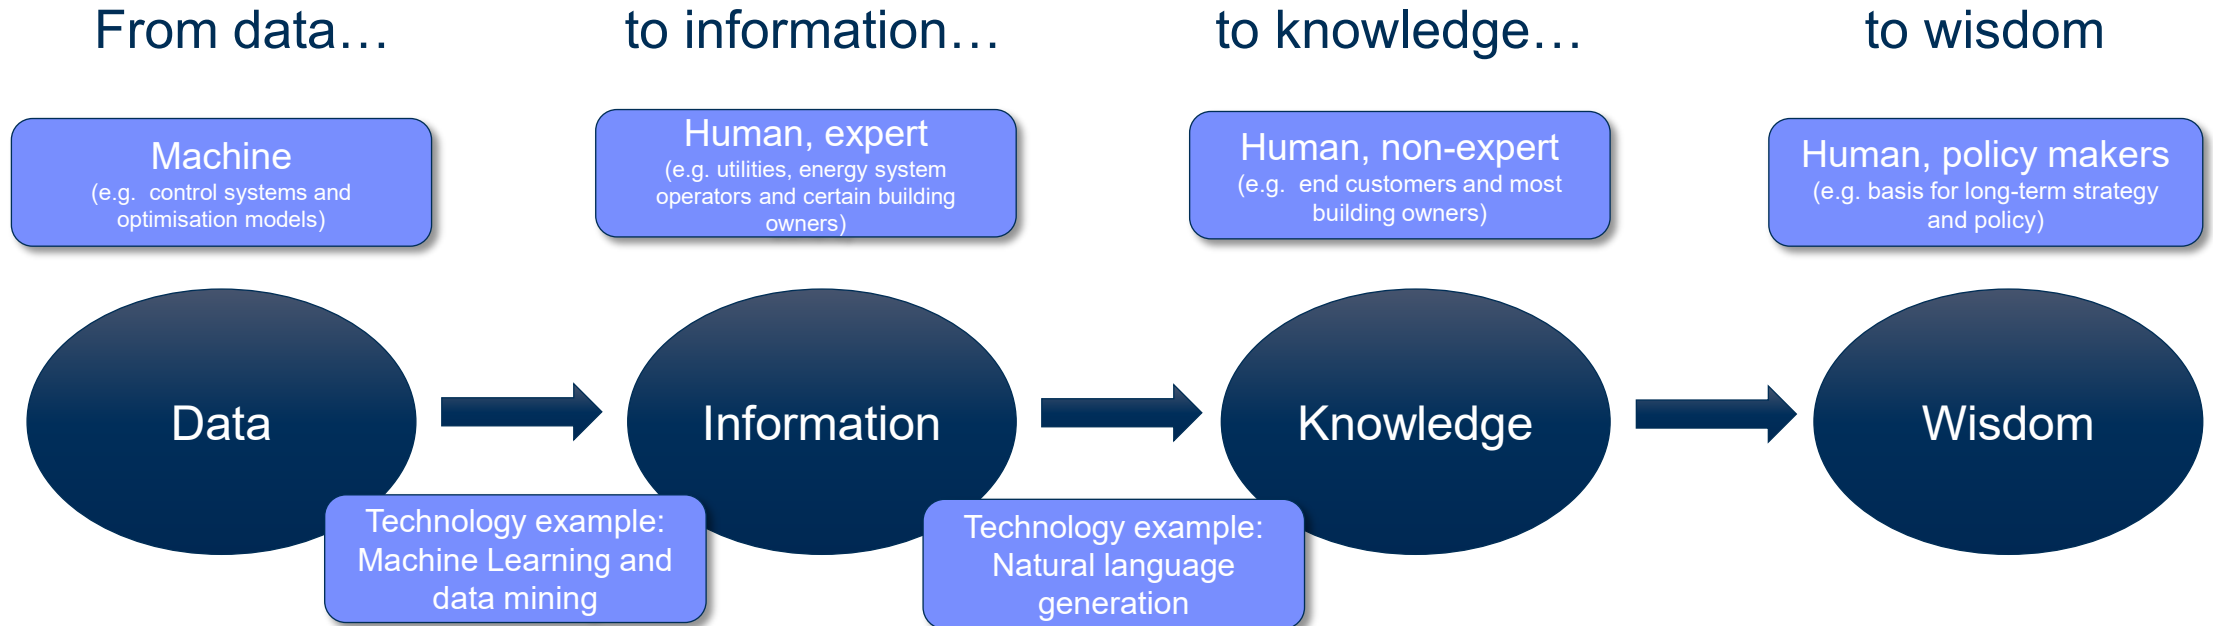 From data…
to information…
to knowledge…
to wisdom
Machine
(e.g.  control systems and
optimisation models)
Human, expert
(e.g. utilities, energy system
operators and certain building
owners)
Human, non-expert
(e.g.  end customers and most
building owners)
Human, policy makers
(e.g. basis for long-term strategy
and policy)
Data
Information
Knowledge
Wisdom
Technology example:
Machine Learning and
data mining
Technology example:
Natural language
generation